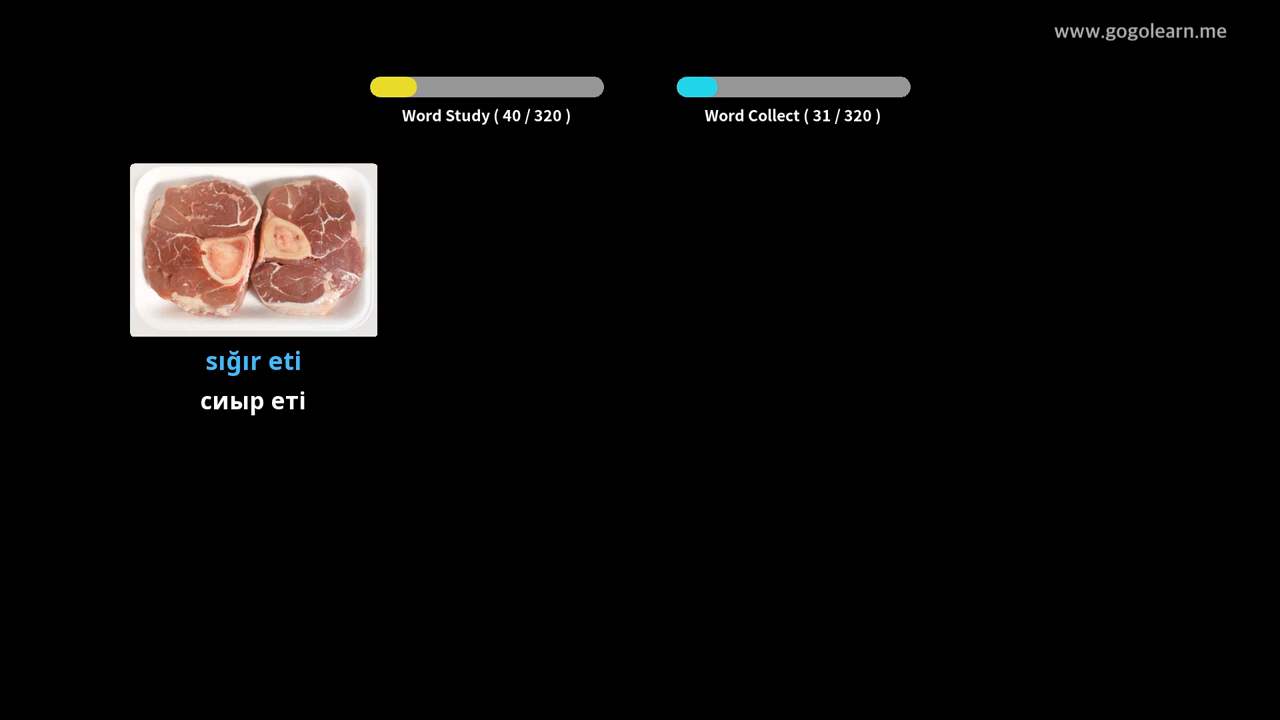 www.gogolearn.me
Word Study ( 40 / 320 )
Word Collect ( 31 / 320 )
sığır eti
сиыр еті